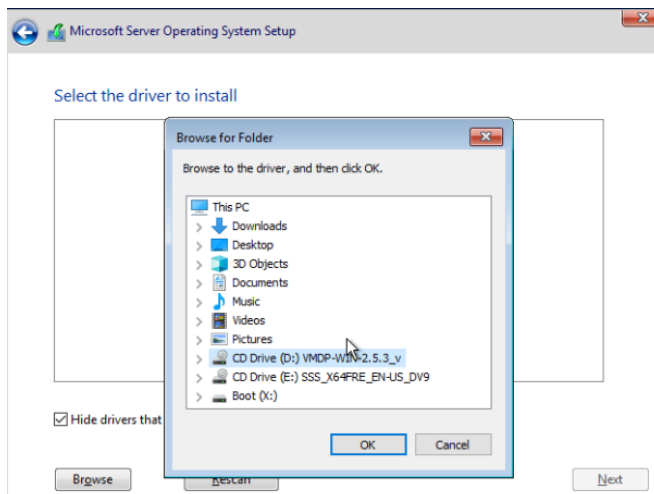 Microsoft Server Operating System Setup
Select the driver to install
Browse for Folder
Browse to the driver, and then click OK.
This PC
Downloads
Desktop
3D Objects
Documents
Music
Videos
Pictures
CD Drive (D:) VMDP-WIN-2.5.3_v
CD Drive (E:) SSS_X64FRE_EN-US_DV9
Boot (X:)
Hide drivers that
OK Cancel
Browse Rescan Next